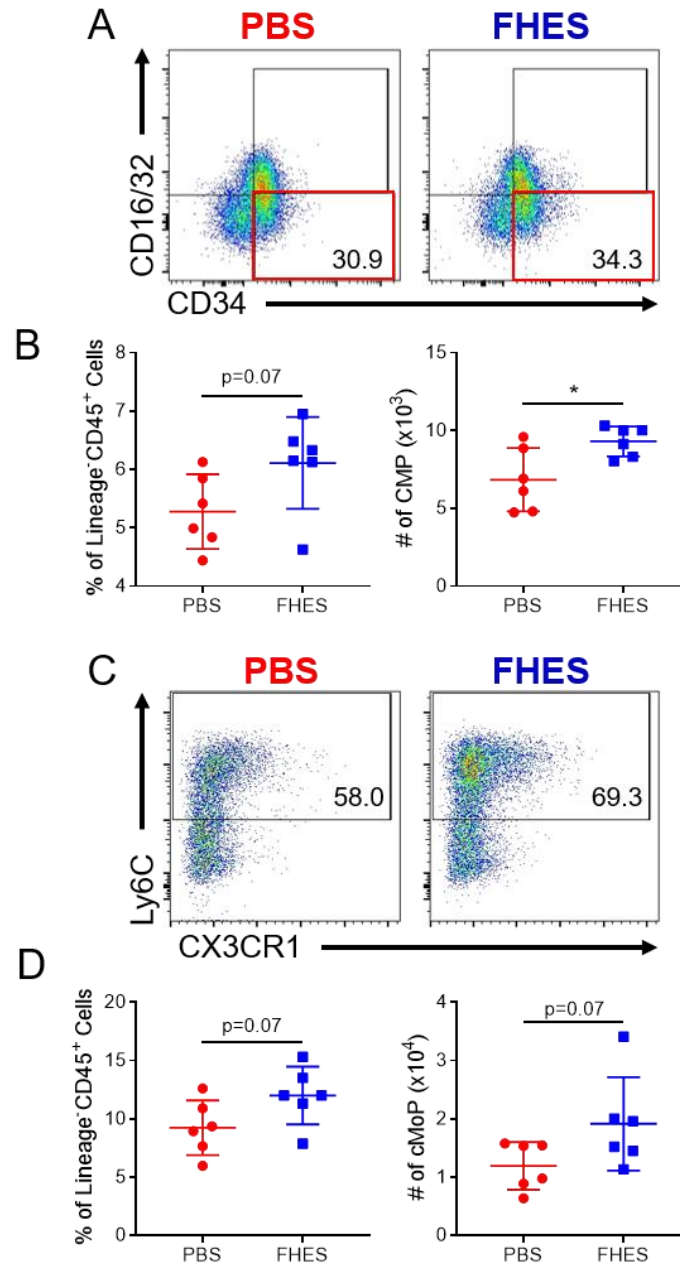 A
PBS
FHES
CD16/32
30.9
34.3
CD34
B
% of Lineage⁻CD45⁺ Cells
8
7
6
5
4
p=0.07
PBS
FHES
# of CMP (x10³)
15
10
5
0
*
PBS
FHES
C
PBS
FHES
Ly6C
58.0
69.3
CX3CR1
D
% of Lineage⁻CD45⁺ Cells
20
15
10
5
0
p=0.07
PBS
FHES
# of cMoP (x10⁴)
4
3
2
1
0
p=0.07
PBS
FHES